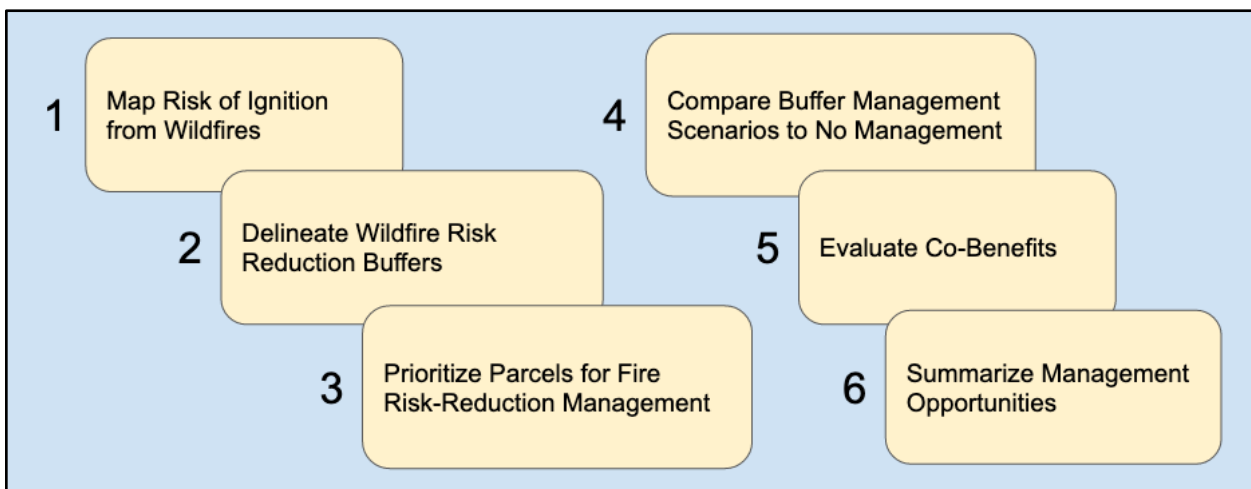 1
Map Risk of Ignition
from Wildfires
2
Delineate Wildfire Risk
Reduction Buffers
3
Prioritize Parcels for Fire
Risk-Reduction Management
4
Compare Buffer Management
Scenarios to No Management
5
Evaluate Co-Benefits
6
Summarize Management
Opportunities